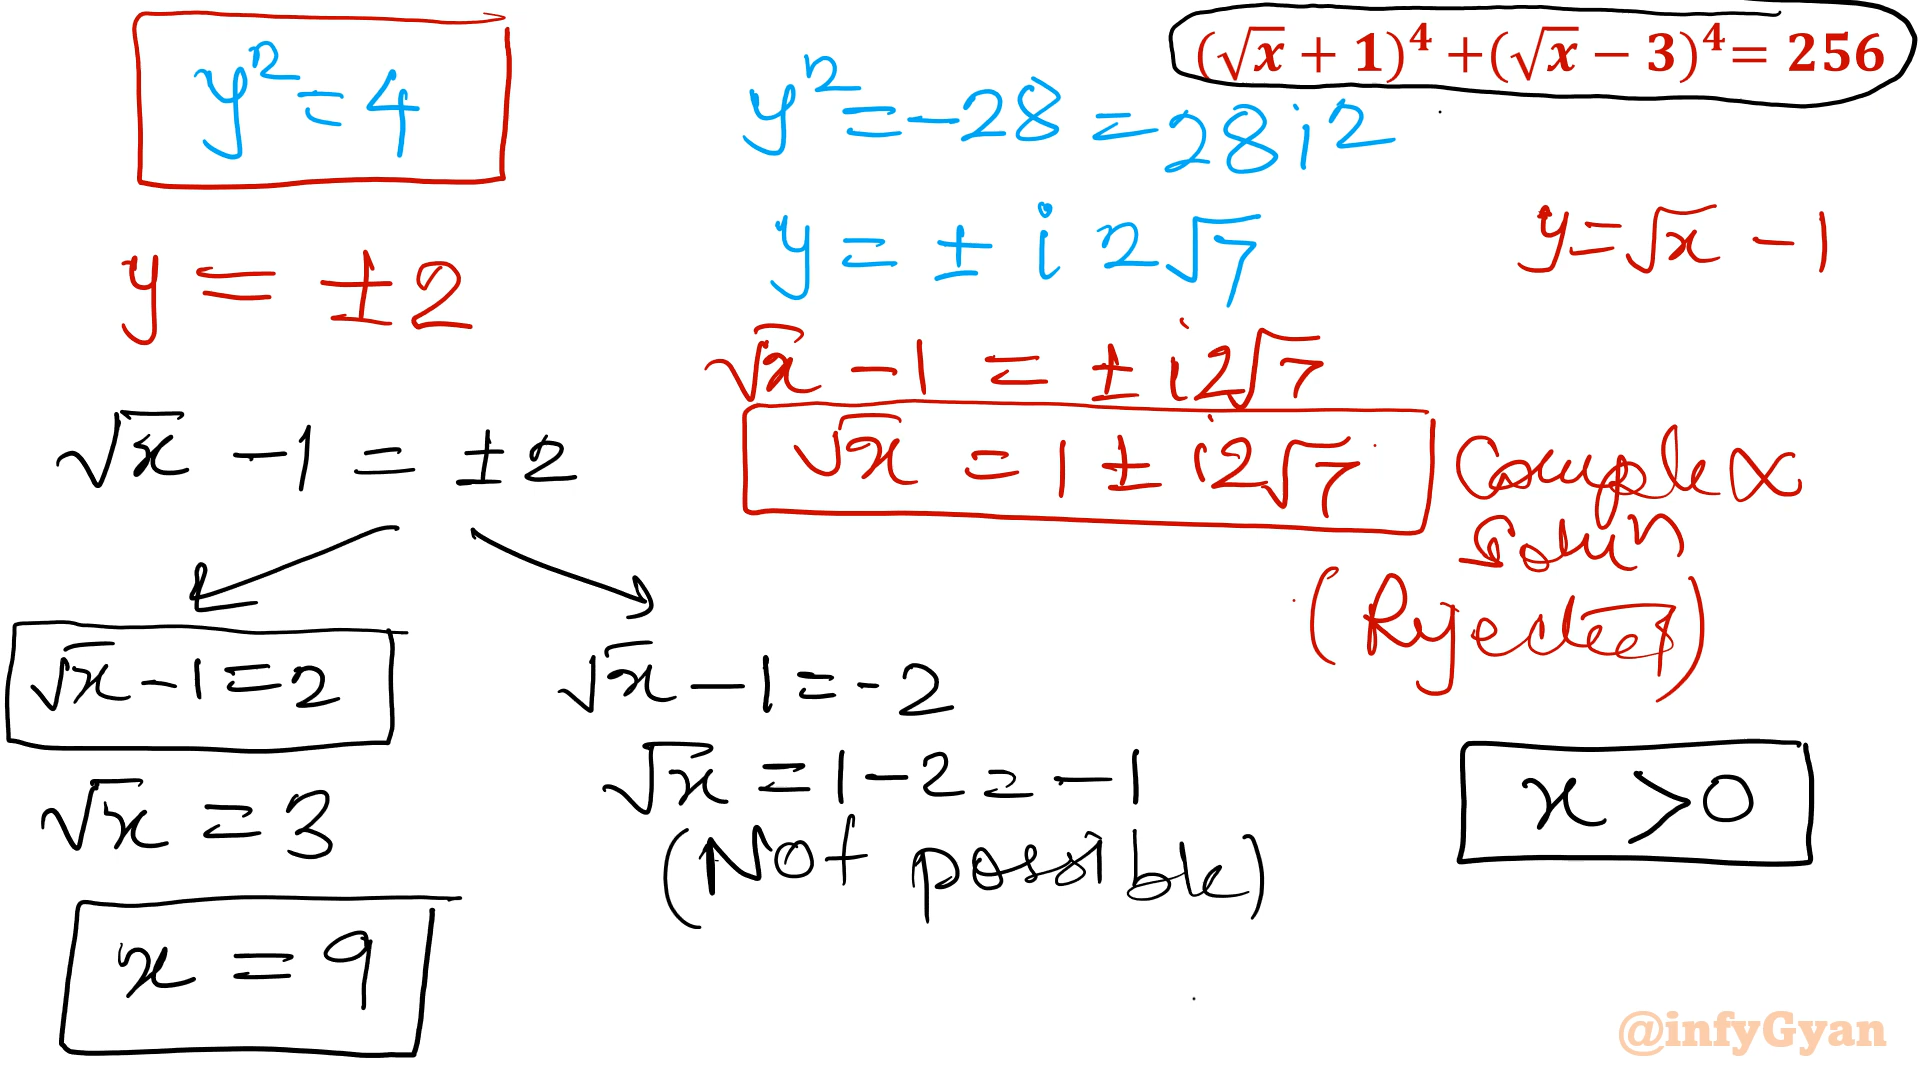 (√x + 1)⁴ + (√x − 3)⁴ = 256
y² = 4
y = ±2
√x − 1 = ±2
√x − 1 = 2
√x = 3
x = 9
√x − 1 = -2
√x = 1 − 2 = −1
(Not possible)
y² = −28 = 28i²
y = ± i 2√7
√x − 1 = ± i2√7
√x = 1 ± i2√7
Complex
Solun
(Rejected)
y = √x − 1
x > 0
@infyGyan